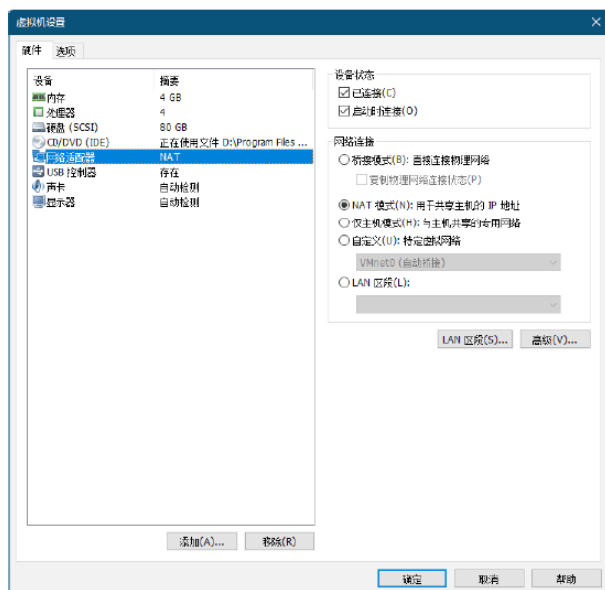 虚拟机设置
硬件 选项
设备 摘要
内存 4 GB
处理器 4
硬盘 (SCSI) 80 GB
CD/DVD (IDE) 正在使用文件 D:\Program Files ...
网络适配器 NAT
USB 控制器 存在
声卡 自动检测
显示器 自动检测
添加(A)... 移除(R)
设备状态
已连接(C)
启动时连接(O)
网络连接
桥接模式(B): 直接连接物理网络
复制物理网络连接状态(P)
NAT 模式(N): 用于共享主机的 IP 地址
仅主机模式(H): 与主机共享的专用网络
自定义(U): 特定虚拟网络
VMnet0 (自动桥接)
LAN 区段(L):
LAN 区段(S)... 高级(V)...
确定 取消 帮助